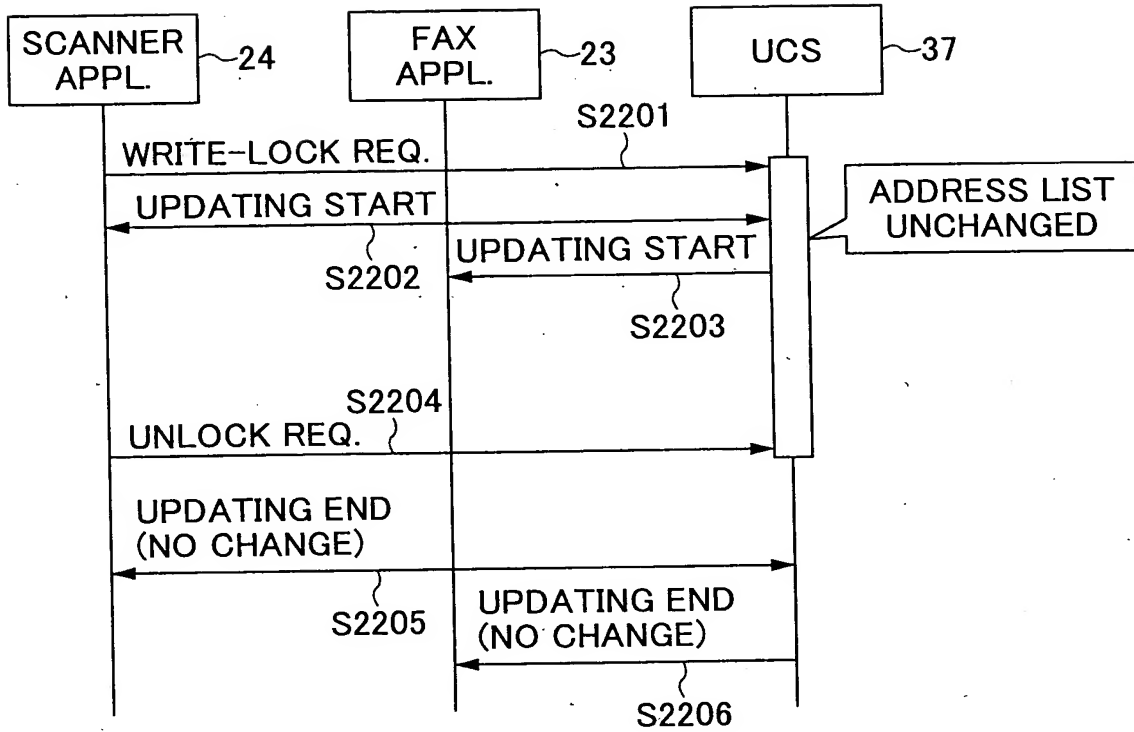 SCANNER
APPL.
24
FAX
APPL.
23
UCS
37
S2201
WRITE-LOCK REQ.
ADDRESS LIST
UNCHANGED
UPDATING START
S2202
UPDATING START
S2203
S2204
UNLOCK REQ.
UPDATING END
(NO CHANGE)
S2205
UPDATING END
(NO CHANGE)
S2206